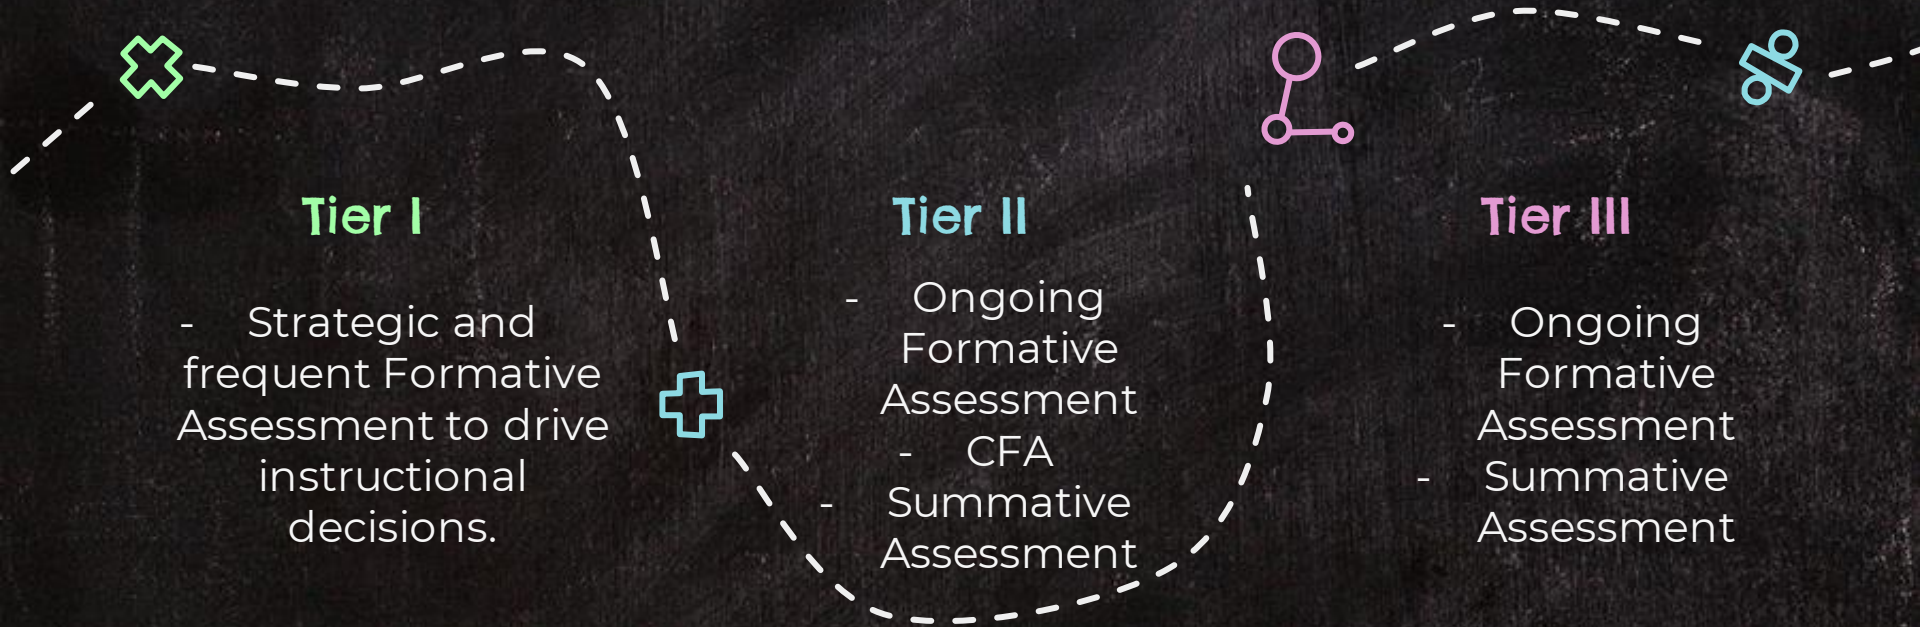 Tier I
- Strategic and
frequent Formative
Assessment to drive
instructional
decisions.
Tier II
- Ongoing
Formative
Assessment
- CFA
- Summative
Assessment
Tier III
- Ongoing
Formative
Assessment
- Summative
Assessment